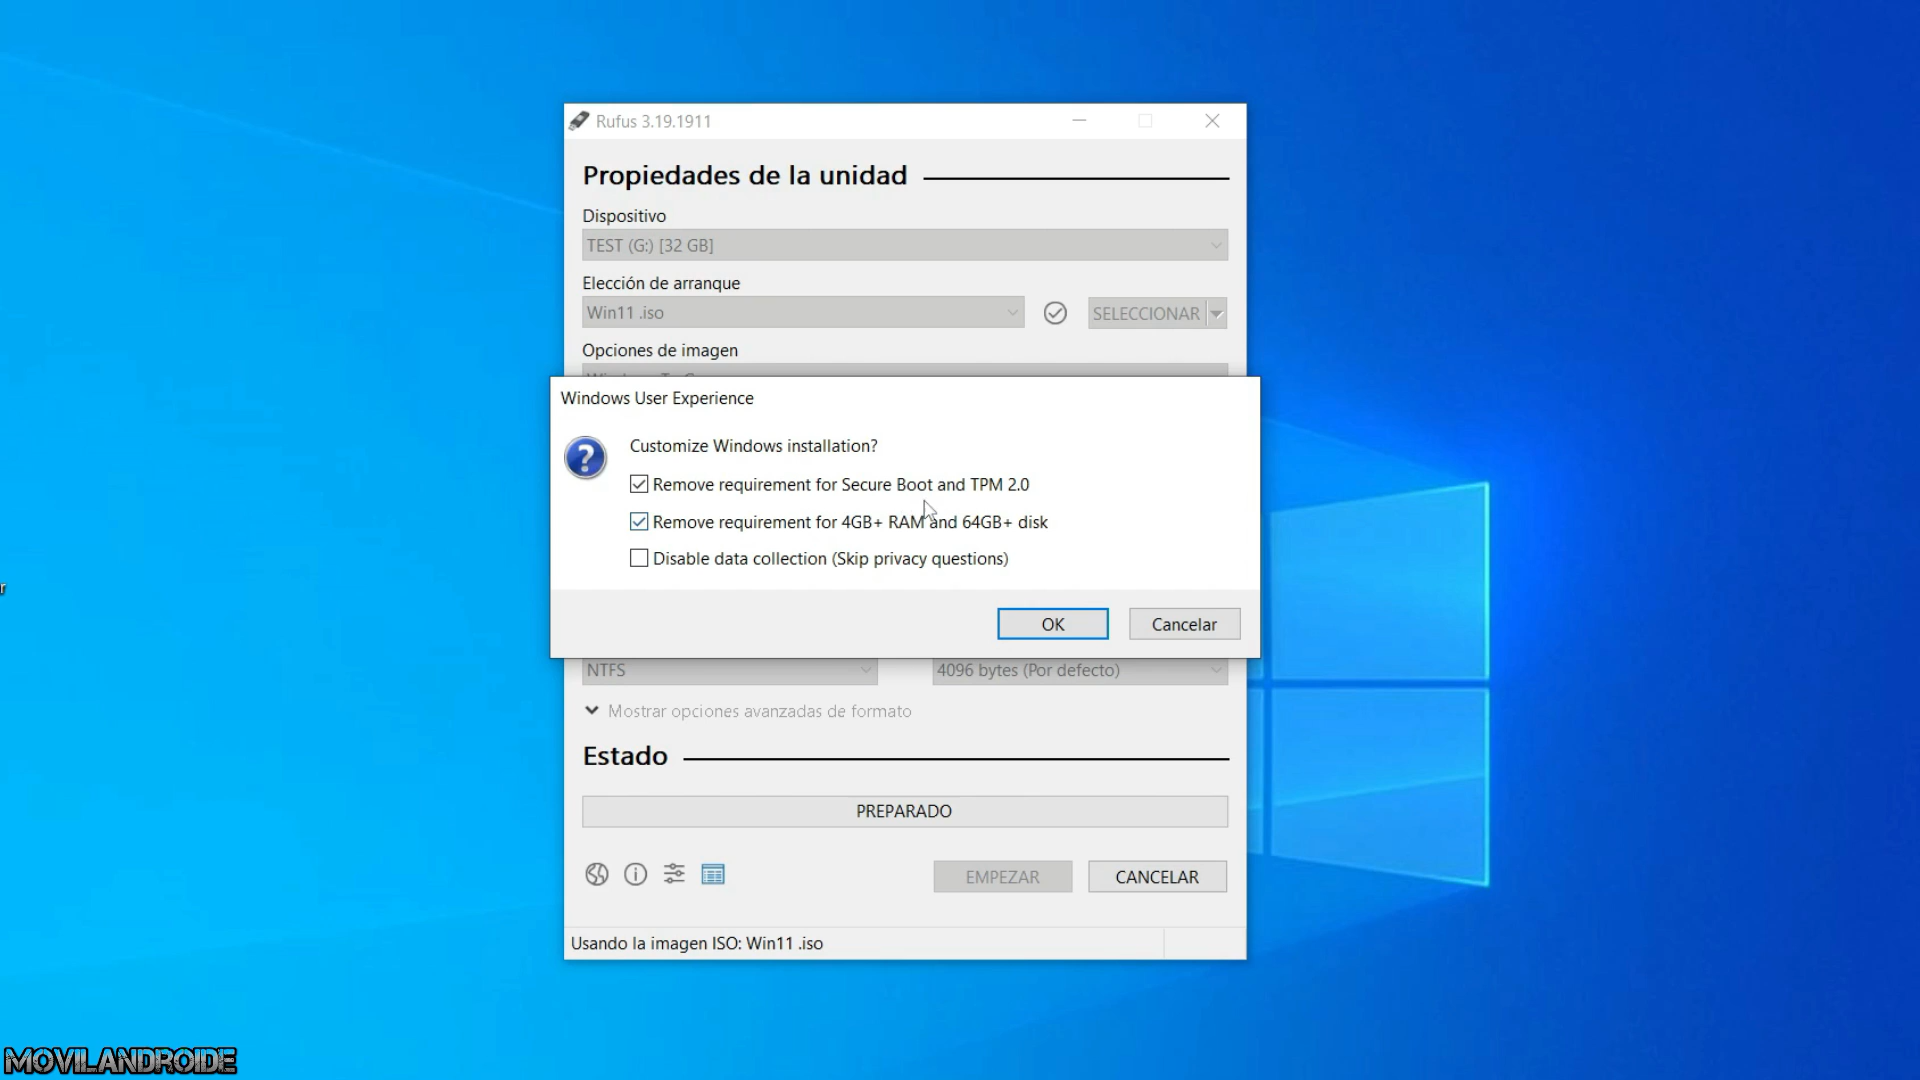 Rufus 3.19.1911
Propiedades de la unidad
Dispositivo
TEST (G:) [32 GB]
Elección de arranque
Win11 .iso
SELECCIONAR
Opciones de imagen
Windows User Experience
Customize Windows installation?
Remove requirement for Secure Boot and TPM 2.0
Remove requirement for 4GB+ RAM and 64GB+ disk
Disable data collection (Skip privacy questions)
OK
Cancelar
NTFS
4096 bytes (Por defecto)
Mostrar opciones avanzadas de formato
Estado
PREPARADO
EMPEZAR
CANCELAR
Usando la imagen ISO: Win11 .iso
r
MOVILANDROIDE